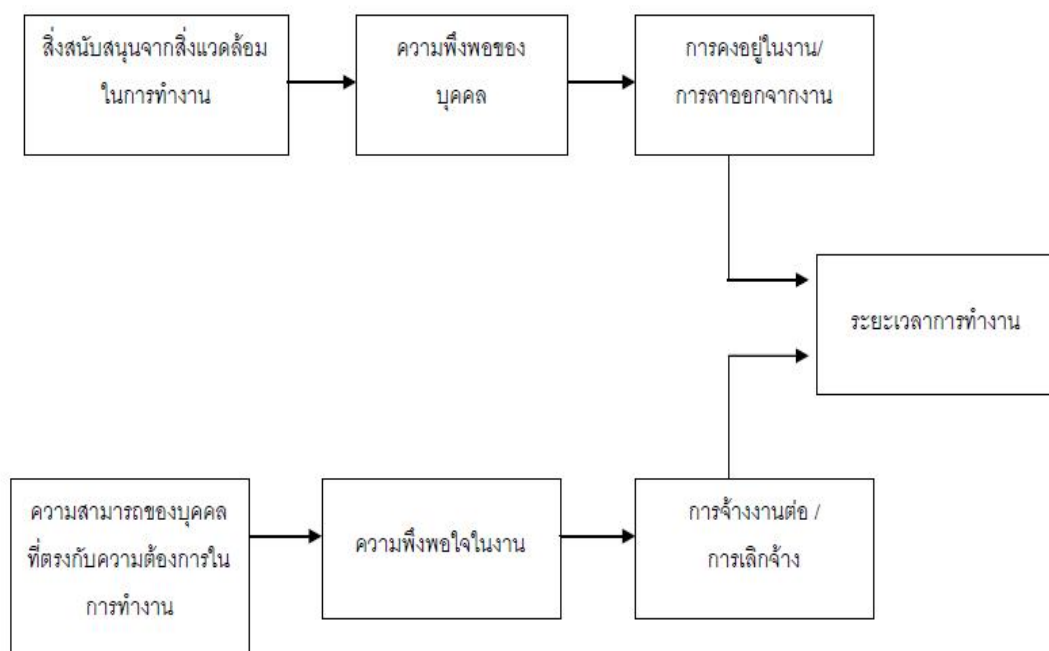 สิ่งสนับสนุนจากสิ่งแวดล้อม
ในการทำงาน
ความพึงพอของ
บุคคล
การคงอยู่ในงาน/
การลาออกจากงาน
ระยะเวลาการทำงาน
ความสามารถของบุคคล
ที่ตรงกับความต้องการใน
การทำงาน
ความพึงพอใจในงาน
การจ้างงานต่อ /
การเลิกจ้าง